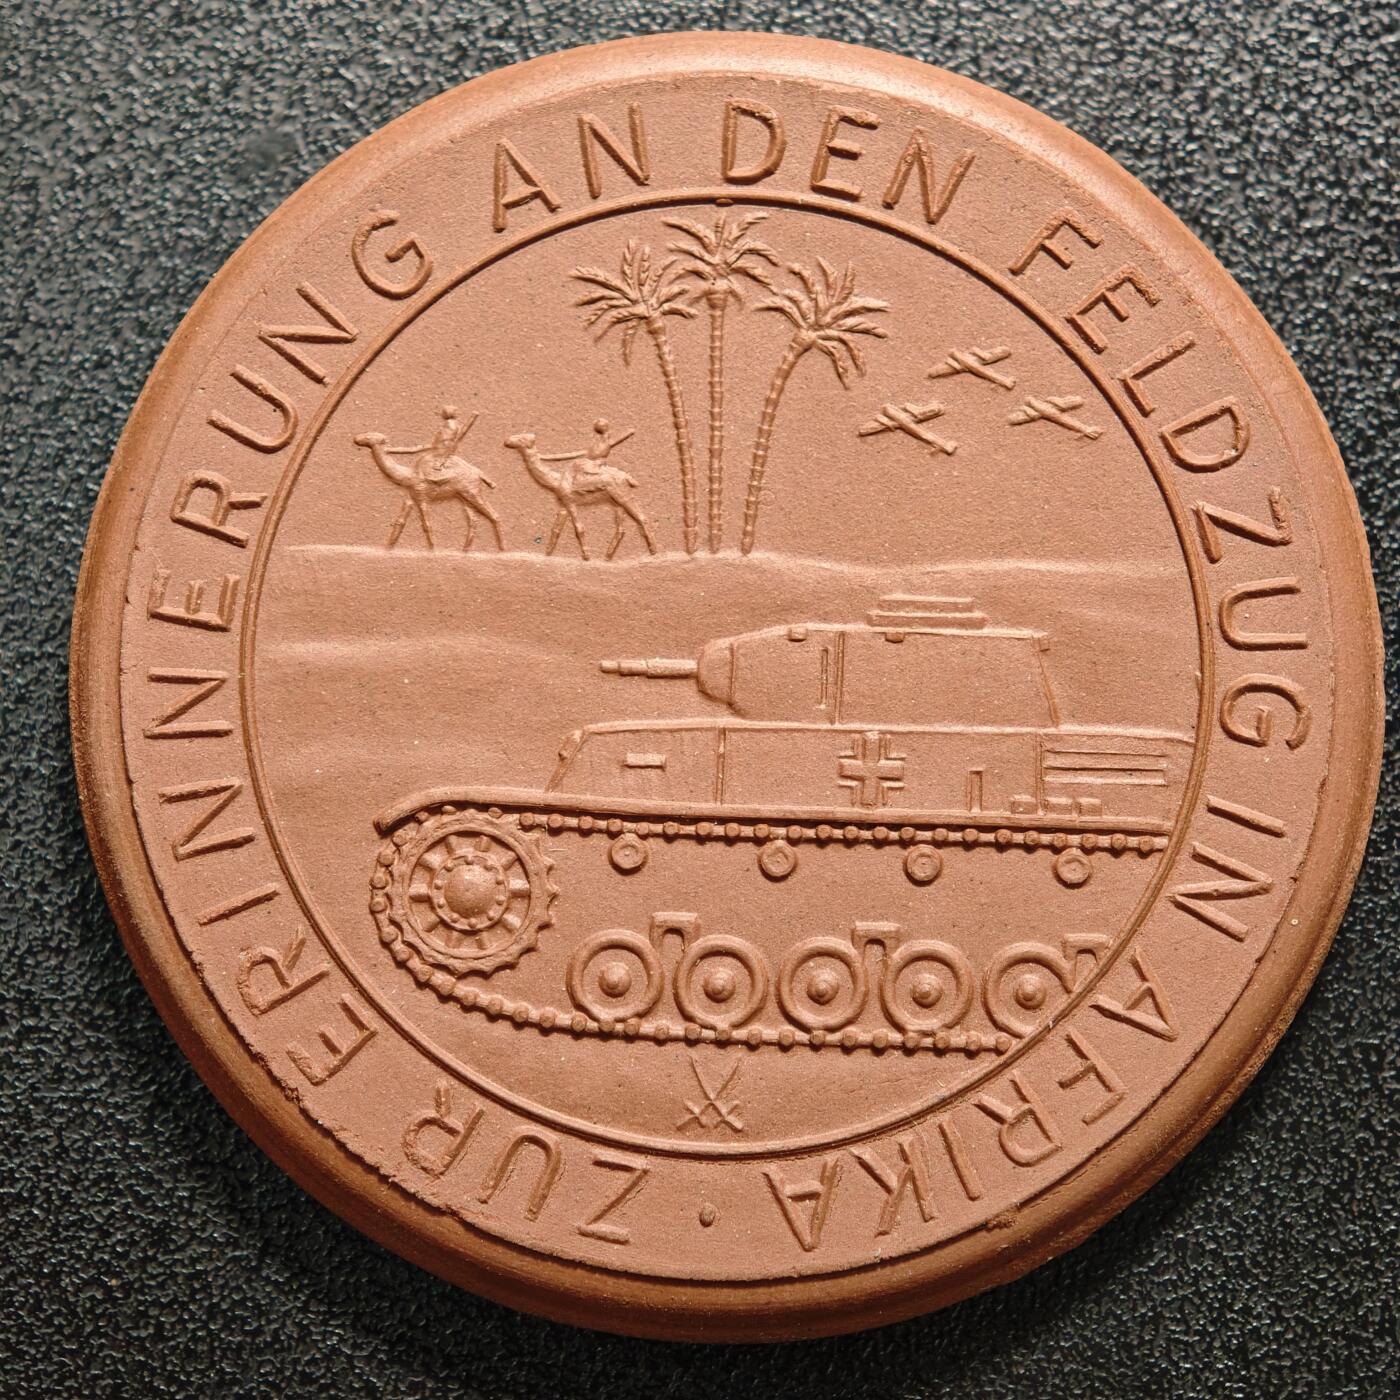 ZUR ERINNERUNG AN DEN FELDZUG IN AFRIKA ·